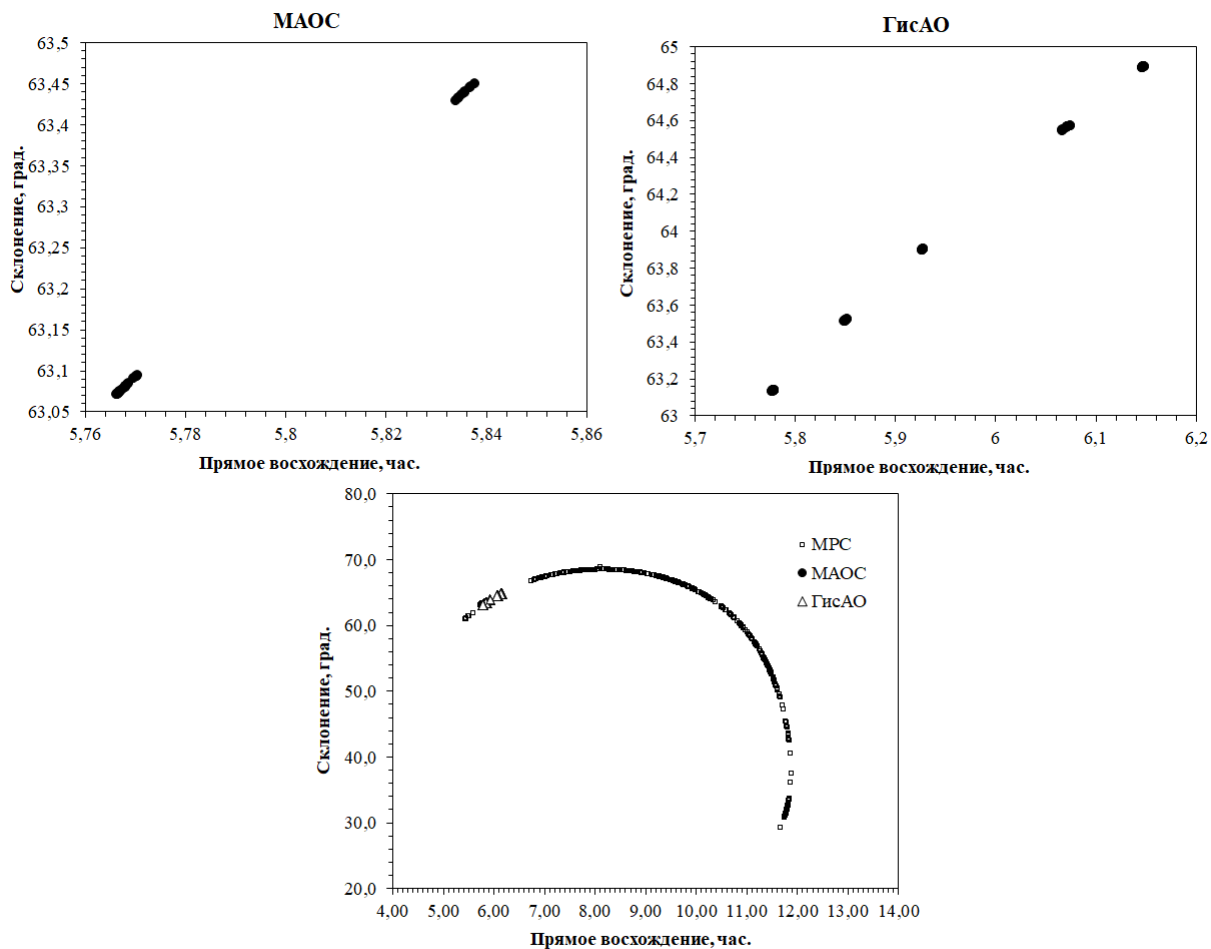 МАОС
63,5
63,45
63,4
63,35
63,3
63,25
63,2
63,15
63,1
63,05
Склонение, град.
5,76 5,78 5,8 5,82 5,84 5,86
Прямое восхождение, час.
ГисАО
65
64,8
64,6
64,4
64,2
64
63,8
63,6
63,4
63,2
63
Склонение, град.
5,7 5,8 5,9 6 6,1 6,2
Прямое восхождение, час.
80,0
70,0
60,0
50,0
40,0
30,0
20,0
Склонение, град.
MPC
МАОС
ГисАО
4,00 5,00 6,00 7,00 8,00 9,00 10,00 11,00 12,00 13,00 14,00
Прямое восхождение, час.